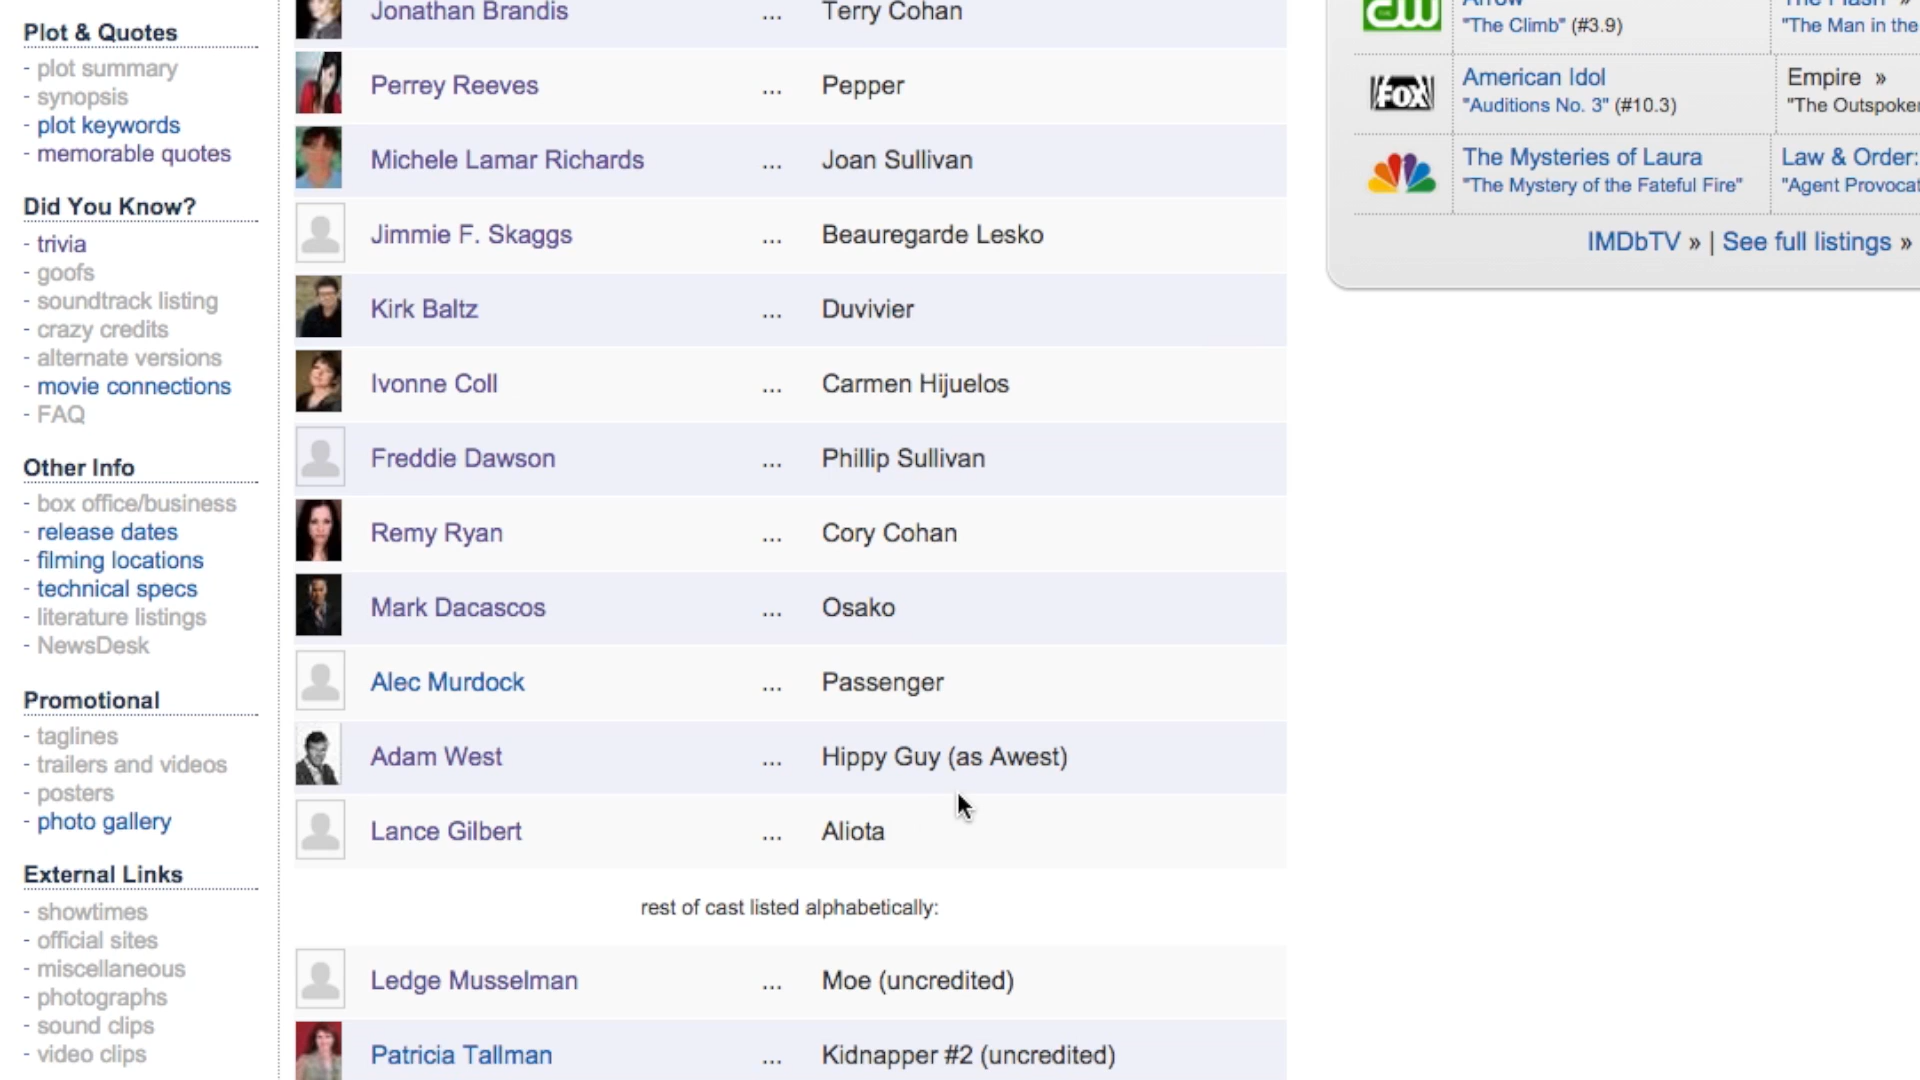 Plot & Quotes
- plot summary
- synopsis
- plot keywords
- memorable quotes
Did You Know?
- trivia
- goofs
- soundtrack listing
- crazy credits
- alternate versions
- movie connections
- FAQ
Other Info
- box office/business
- release dates
- filming locations
- technical specs
- literature listings
- NewsDesk
Promotional
- taglines
- trailers and videos
- posters
- photo gallery
External Links
- showtimes
- official sites
- miscellaneous
- photographs
- sound clips
- video clips
Jonathan Brandis ... Terry Cohan
Perrey Reeves ... Pepper
Michele Lamar Richards ... Joan Sullivan
Jimmie F. Skaggs ... Beauregarde Lesko
Kirk Baltz ... Duvivier
Ivonne Coll ... Carmen Hijuelos
Freddie Dawson ... Phillip Sullivan
Remy Ryan ... Cory Cohan
Mark Dacascos ... Osako
Alec Murdock ... Passenger
Adam West ... Hippy Guy (as Awest)
Lance Gilbert ... Aliota
rest of cast listed alphabetically:
Ledge Musselman ... Moe (uncredited)
Patricia Tallman ... Kidnapper #2 (uncredited)
CW
Arrow
"The Climb" (#3.9)
The Flash »
"The Man in the
FOX
American Idol
"Auditions No. 3" (#10.3)
Empire »
"The Outspoken
The Mysteries of Laura
"The Mystery of the Fateful Fire"
Law & Order:
"Agent Provocat
IMDbTV » | See full listings »